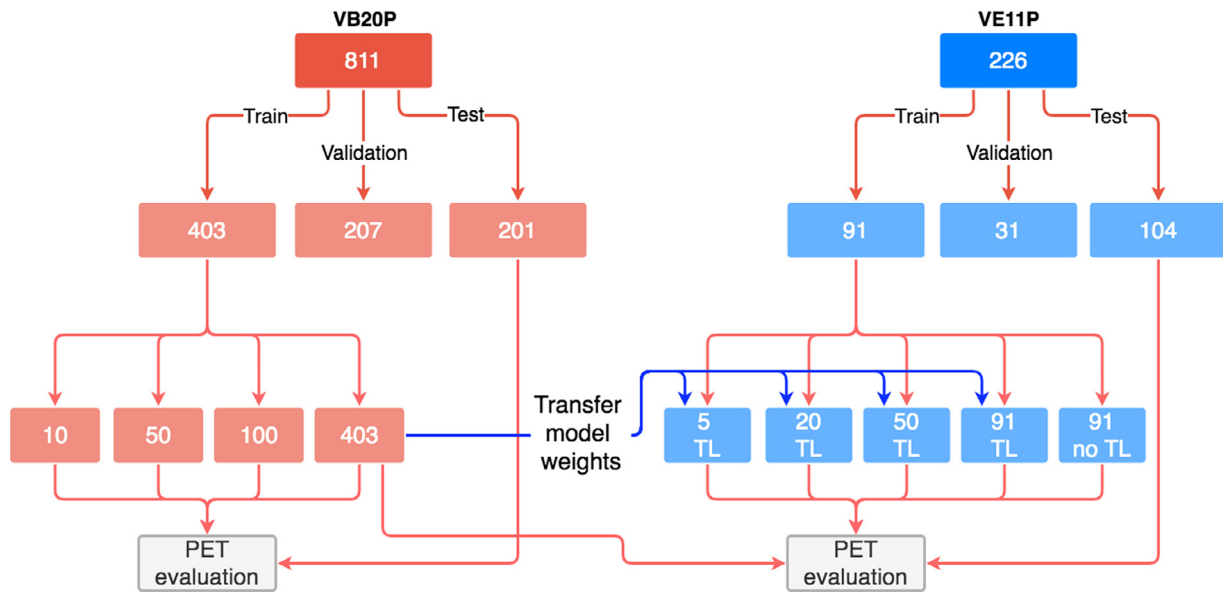 VB20P
VE11P
811
226
Train
Test
Train
Test
Validation
Validation
403
207
201
91
31
104
10
50
100
403
Transfer
model
weights
5
TL
20
TL
50
TL
91
TL
91
no TL
PET
evaluation
PET
evaluation